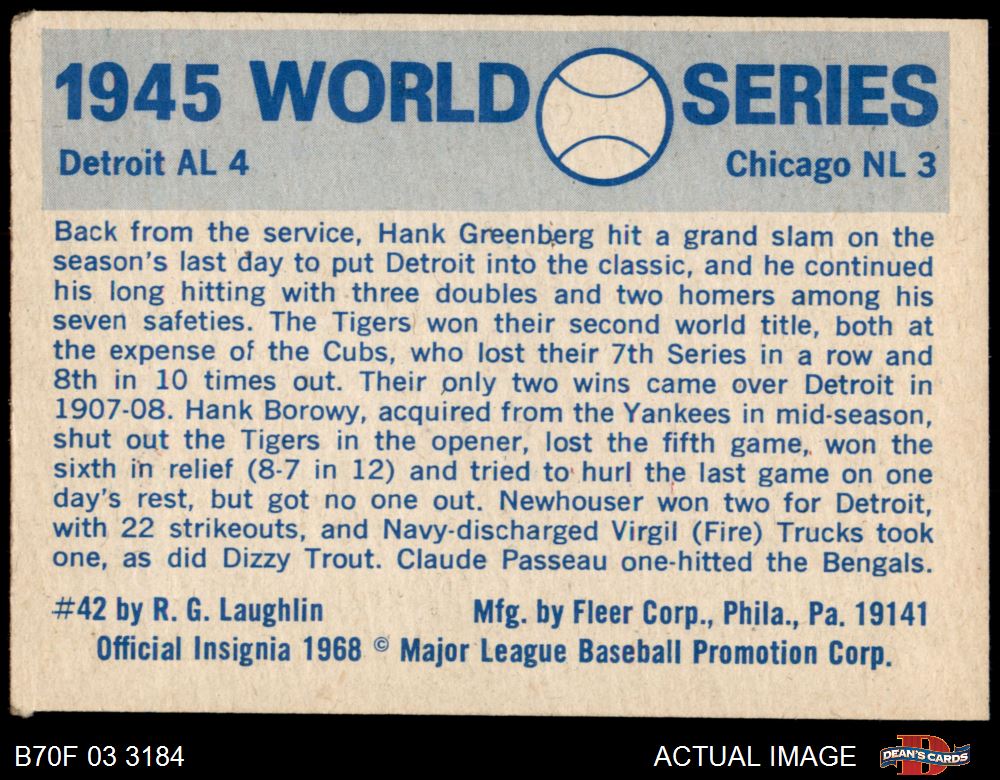 1945 WORLD SERIES
Detroit AL 4 Chicago NL 3
Back from the service, Hank Greenberg hit a grand slam on the
season's last day to put Detroit into the classic, and he continued
his long hitting with three doubles and two homers among his
seven safeties. The Tigers won their second world title, both at
the expense of the Cubs, who lost their 7th Series in a row and
8th in 10 times out. Their only two wins came over Detroit in
1907-08. Hank Borowy, acquired from the Yankees in mid-season,
shut out the Tigers in the opener, lost the fifth game, won the
sixth in relief (8-7 in 12) and tried to hurl the last game on one
day's rest, but got no one out. Newhouser won two for Detroit,
with 22 strikeouts, and Navy-discharged Virgil (Fire) Trucks took
one, as did Dizzy Trout. Claude Passeau one-hitted the Bengals.
#42 by R. G. Laughlin Mfg. by Fleer Corp., Phila., Pa. 19141
Official Insignia 1968 © Major League Baseball Promotion Corp.
B70F 03 3184 ACTUAL IMAGE DEAN'S CARDS